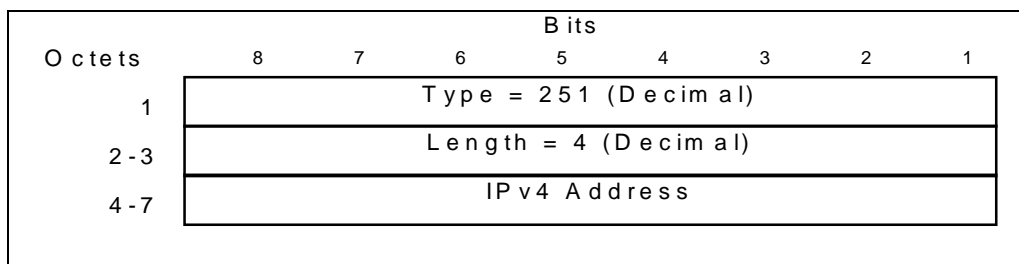 Bits
Octets 8 7 6 5 4 3 2 1
1 Type = 251 (Decimal)
2-3 Length = 4 (Decimal)
4-7 IPv4 Address